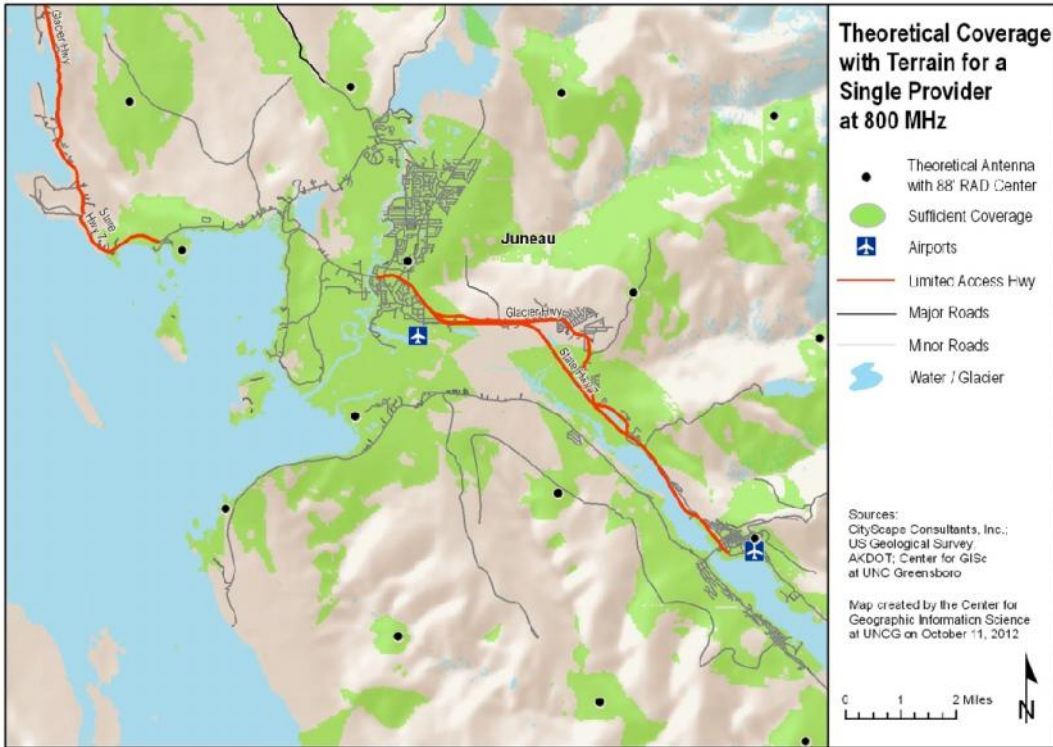 Glacier Hwy
State
Hwy 7
Juneau
Glacier Hwy
State Hwy 7
Theoretical Coverage
with Terrain for a
Single Provider
at 800 MHz
Theoretical Antenna
with 88' RAD Center
Sufficient Coverage
Airports
Limited Access Hwy
Major Roads
Minor Roads
Water / Glacier
Sources:
CityScape Consultants, Inc.;
US Geological Survey;
AKDOT; Center for GISc
at UNC Greensboro
Map created by the Center for
Geographic Information Science
at UNCG on October 11, 2012
0 1 2 Miles
N